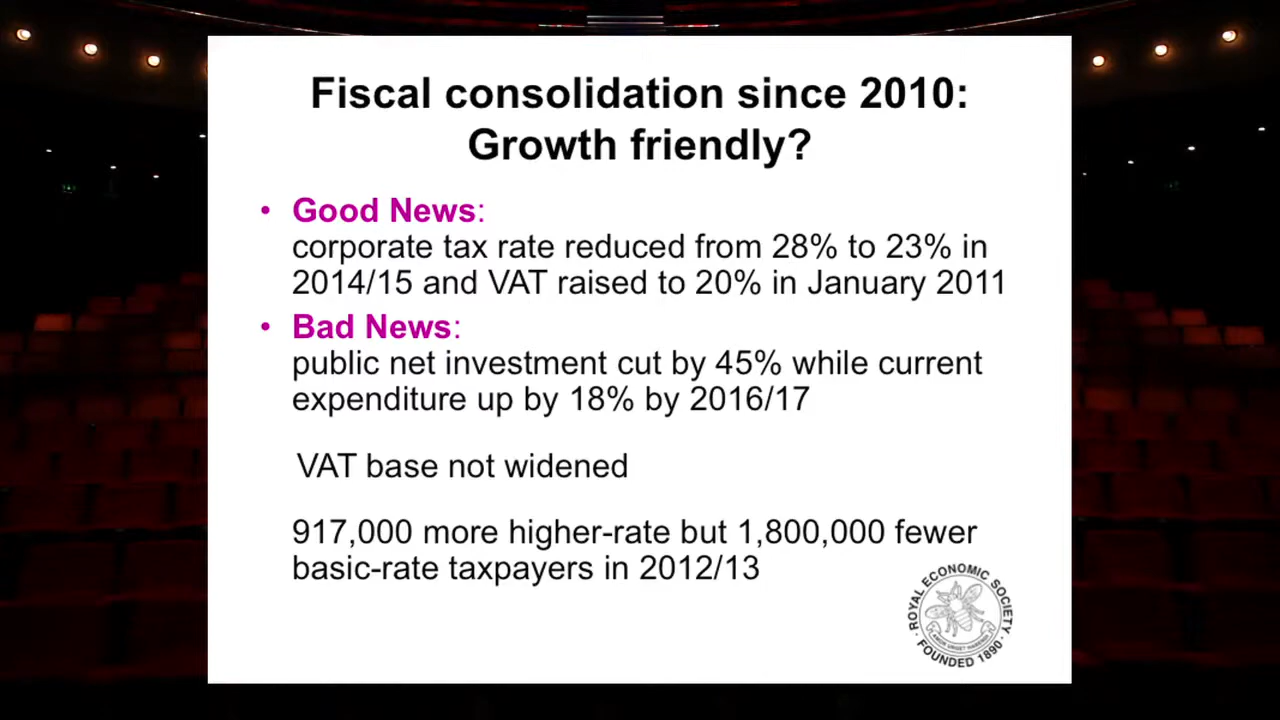 Fiscal consolidation since 2010:
Growth friendly?
• Good News:
corporate tax rate reduced from 28% to 23% in
2014/15 and VAT raised to 20% in January 2011
• Bad News:
public net investment cut by 45% while current
expenditure up by 18% by 2016/17
VAT base not widened
917,000 more higher-rate but 1,800,000 fewer
basic-rate taxpayers in 2012/13
ROYAL ECONOMIC SOCIETY
· FOUNDED 1890 ·